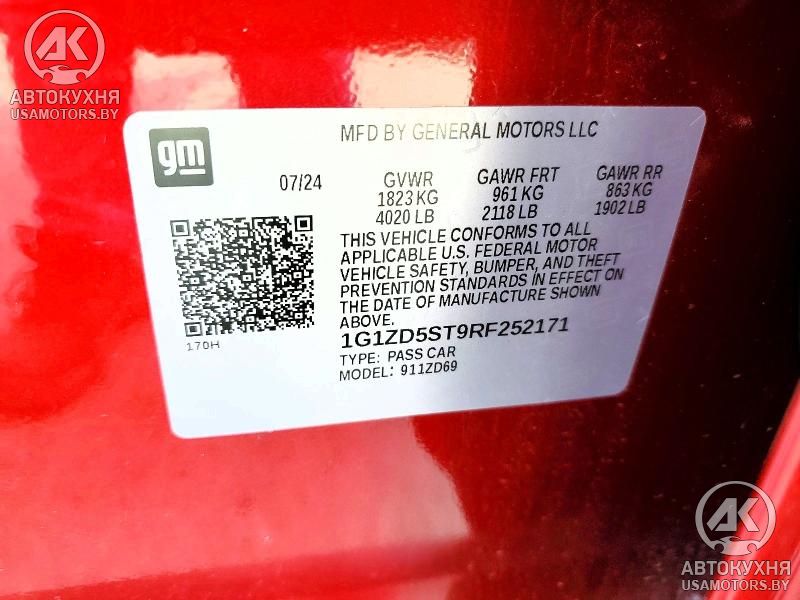 AK
АВТОКУХНЯ
USAMOTORS.BY
gm
MFD BY GENERAL MOTORS LLC
07/24
GVWR GAWR FRT GAWR RR
1823 KG 961 KG 863 KG
4020 LB 2118 LB 1902 LB
THIS VEHICLE CONFORMS TO ALL
APPLICABLE U.S. FEDERAL MOTOR
VEHICLE SAFETY, BUMPER, AND THEFT
PREVENTION STANDARDS IN EFFECT ON
THE DATE OF MANUFACTURE SHOWN
ABOVE.
170H
1G1ZD5ST9RF252171
TYPE: PASS CAR
MODEL: 911ZD69
AK
АВТОКУХНЯ
USAMOTORS.BY